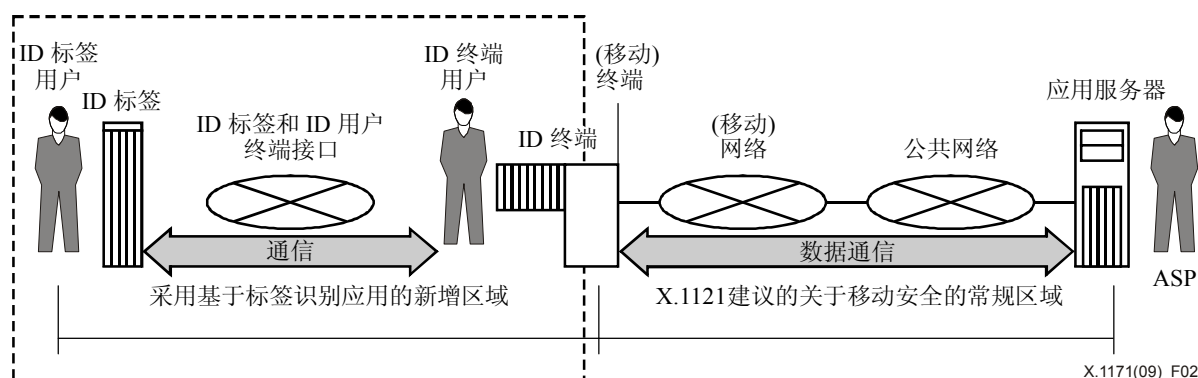 ID 标签
用户
ID 标签
ID 标签和 ID 用户
终端接口
ID 终端
用户
ID 终端
(移动)
终端
(移动)
网络
公共网络
应用服务器
通信
数据通信
ASP
采用基于标签识别应用的新增区域
X.1121建议的关于移动安全的常规区域
X.1171(09)_F02